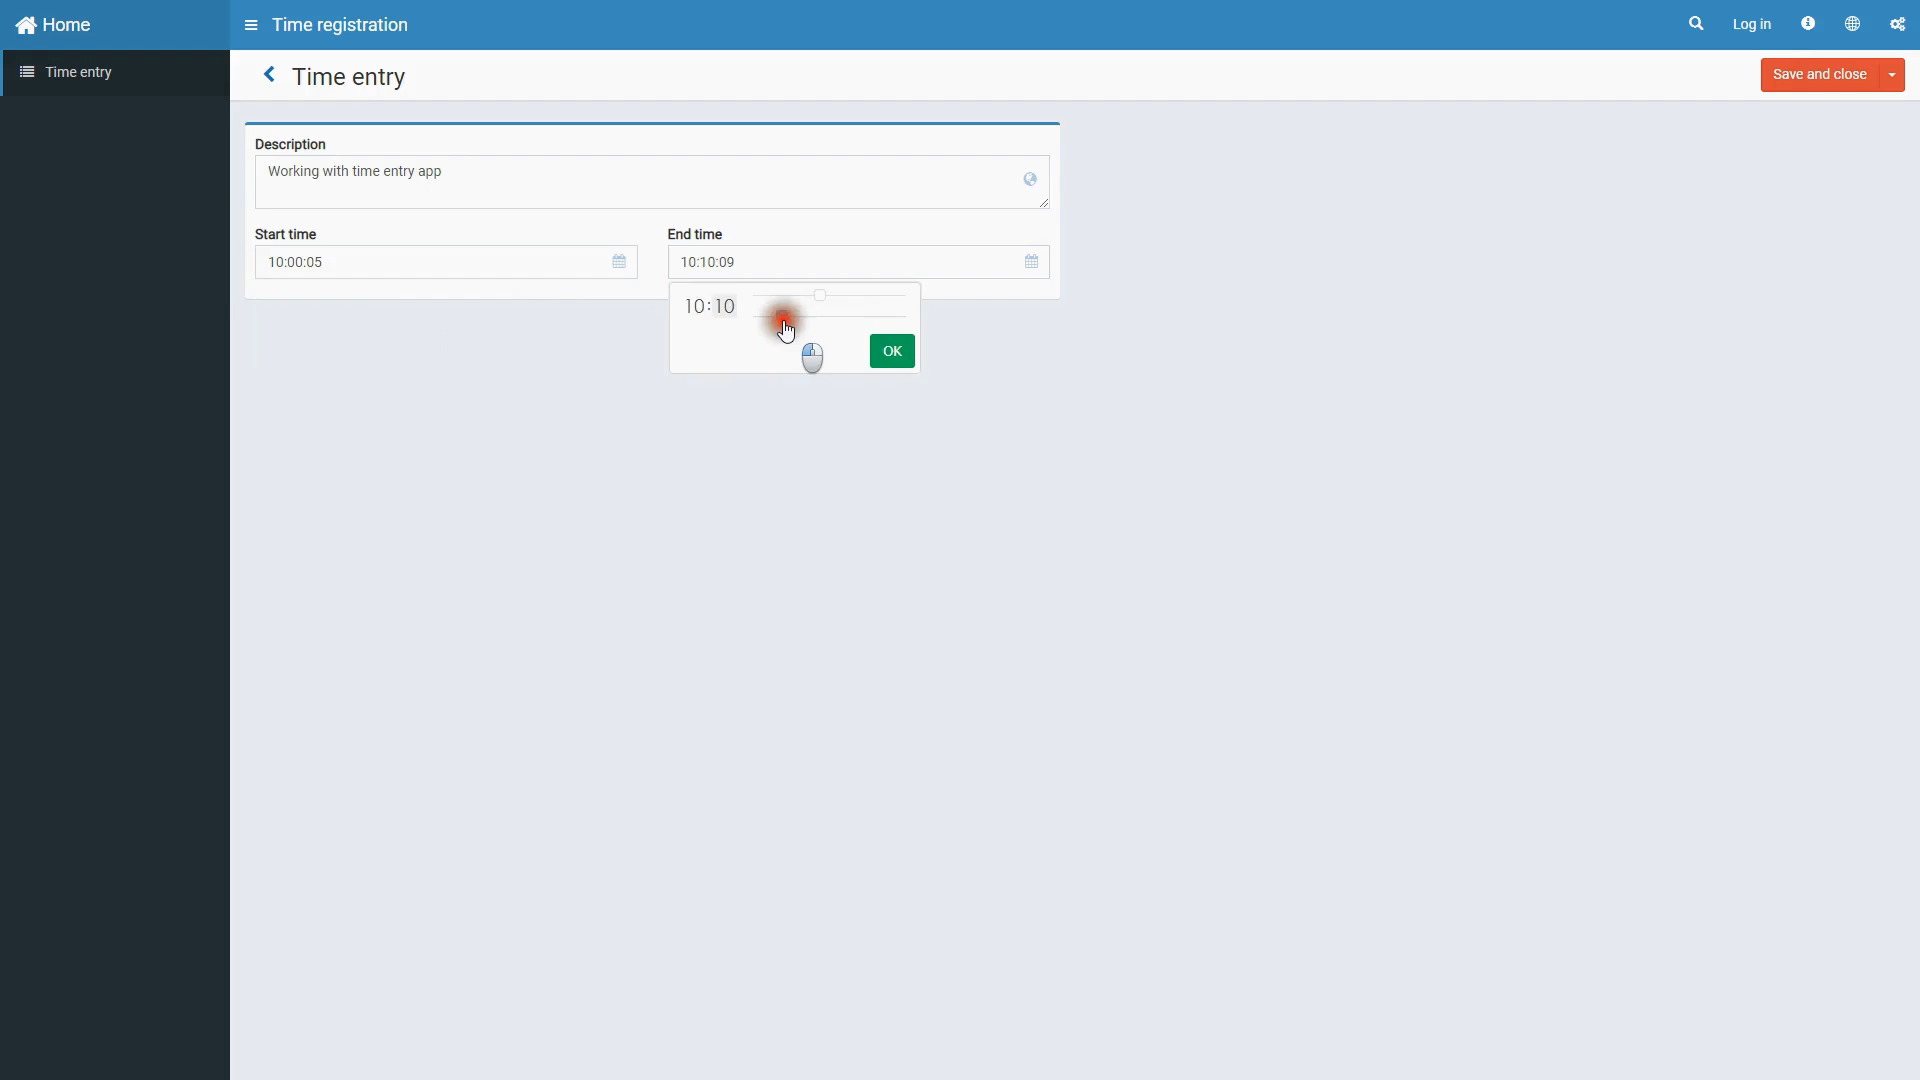 Home
Time registration
Log in
Time entry
Time entry
Save and close
Description
Working with time entry app
Start time
End time
10:00:05
10:10:09
10:10
OK